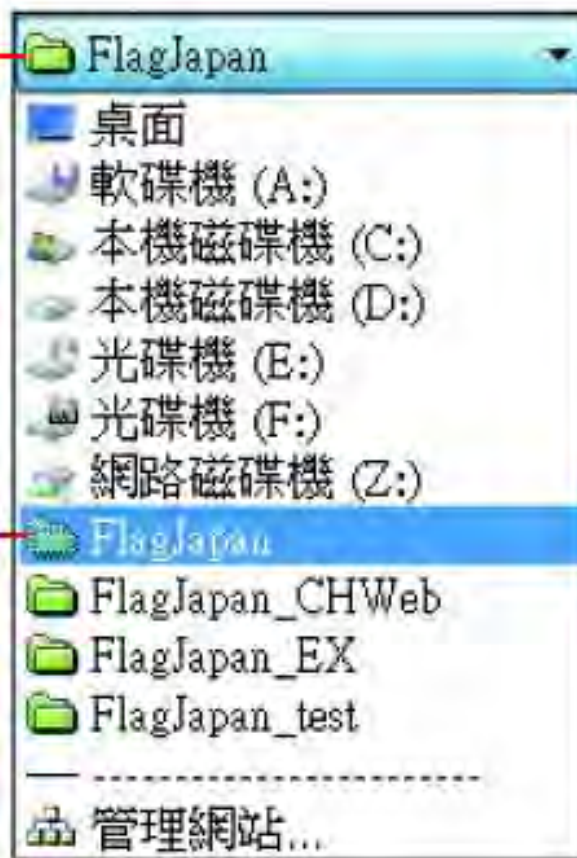 FlagJapan
桌面
軟碟機 (A:)
本機磁碟機 (C:)
本機磁碟機 (D:)
光碟機 (E:)
光碟機 (F:)
網路磁碟機 (Z:)
FlagJapan
FlagJapan_CHWeb
FlagJapan_EX
FlagJapan_test
— ------------------------
管理網站...